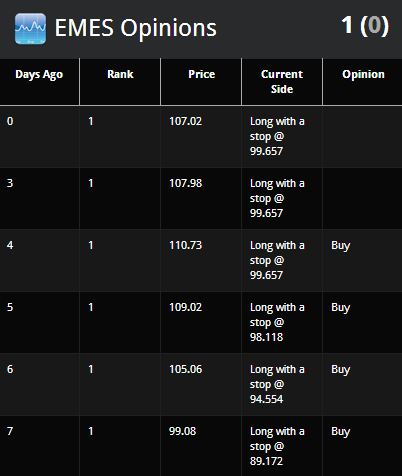 EMES Opinions 1 (0)
Days Ago Rank Price Current Side Opinion
0 1 107.02 Long with a stop @ 99.657
3 1 107.98 Long with a stop @ 99.657
4 1 110.73 Long with a stop @ 99.657 Buy
5 1 109.02 Long with a stop @ 98.118 Buy
6 1 105.06 Long with a stop @ 94.554 Buy
7 1 99.08 Long with a stop @ 89.172 Buy